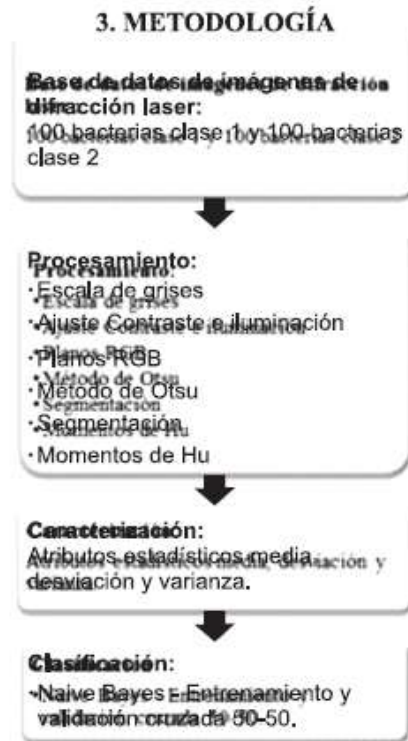 3. METODOLOGÍA
Base de datos de imágenes de
difracción laser:
100 bacterias clase 1 y 100 bacterias
clase 2
Procesamiento:
·Escala de grises
·Ajuste Contraste e iluminación
·Planos RGB
·Método de Otsu
·Segmentación
·Momentos de Hu
Caracterización:
Atributos estadísticos media,
desviación y varianza.
Clasificación:
·Naive Bayes - Entrenamiento y
validación cruzada 50-50.